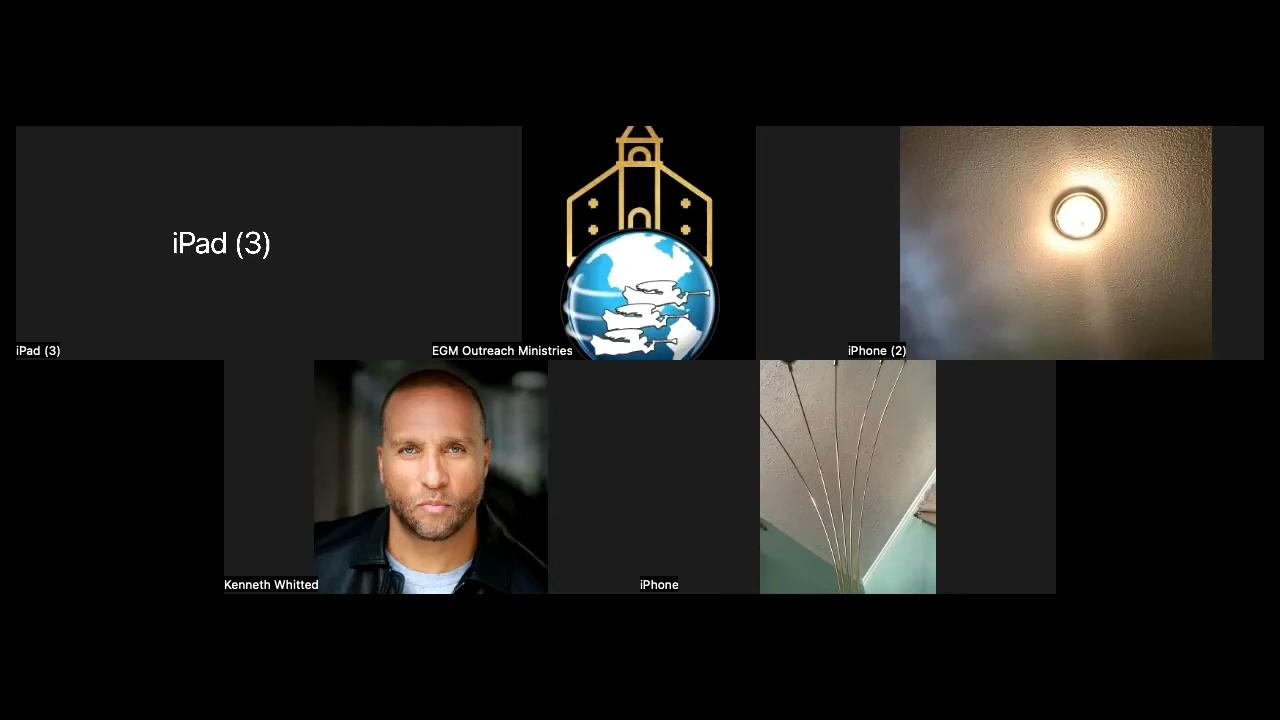 iPad (3)
iPad (3)
EGM Outreach Ministries
iPhone (2)
Kenneth Whitted
iPhone